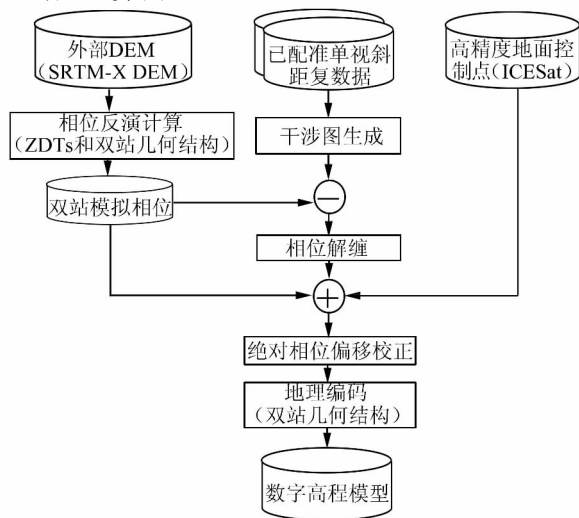 外部DEM
（SRTM-X DEM）
已配准单视斜
距复数据
高精度地面控
制点(ICESat)
相位反演计算
（ZDTs和双站几何结构）
干涉图生成
双站模拟相位
相位解缠
绝对相位偏移校正
地理编码
（双站几何结构）
数字高程模型